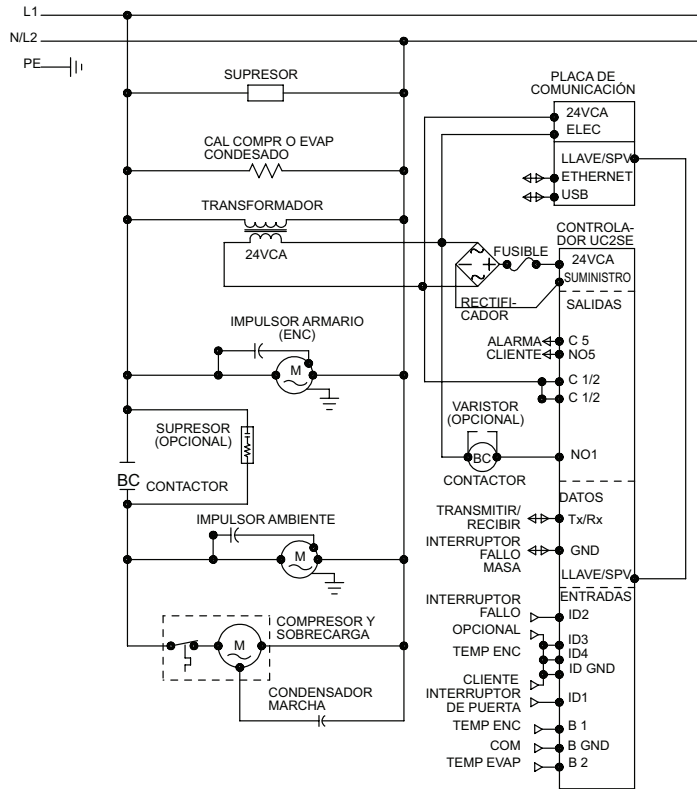 L1
N/L2
PE
SUPRESOR
CAL COMPR O EVAP
CONDESADO
TRANSFORMADOR
24VCA
IMPULSOR ARMARIO
(ENC)
M
SUPRESOR
(OPCIONAL)
BC CONTACTOR
IMPULSOR AMBIENTE
M
COMPRESOR Y
SOBRECARGA
M
CONDENSADOR
MARCHA
PLACA DE
COMUNICACIÓN
24VCA
ELEC
LLAVE/SPV
ETHERNET
USB
CONTROLA-
DOR UC2SE
FUSIBLE
24VCA
SUMINISTRO
RECTIFI-
CADOR
SALIDAS
ALARMA C 5
CLIENTE NO5
C 1/2
C 1/2
VARISTOR
(OPCIONAL)
BC
NO1
CONTACTOR
DATOS
TRANSMITIR/
RECIBIR
Tx/Rx
INTERRUPTOR
FALLO
MASA
GND
LLAVE/SPV
ENTRADAS
INTERRUPTOR
FALLO
ID2
OPCIONAL
ID3
TEMP ENC
ID4
ID GND
CLIENTE
INTERRUPTOR
DE PUERTA
ID1
TEMP ENC B 1
COM B GND
TEMP EVAP B 2